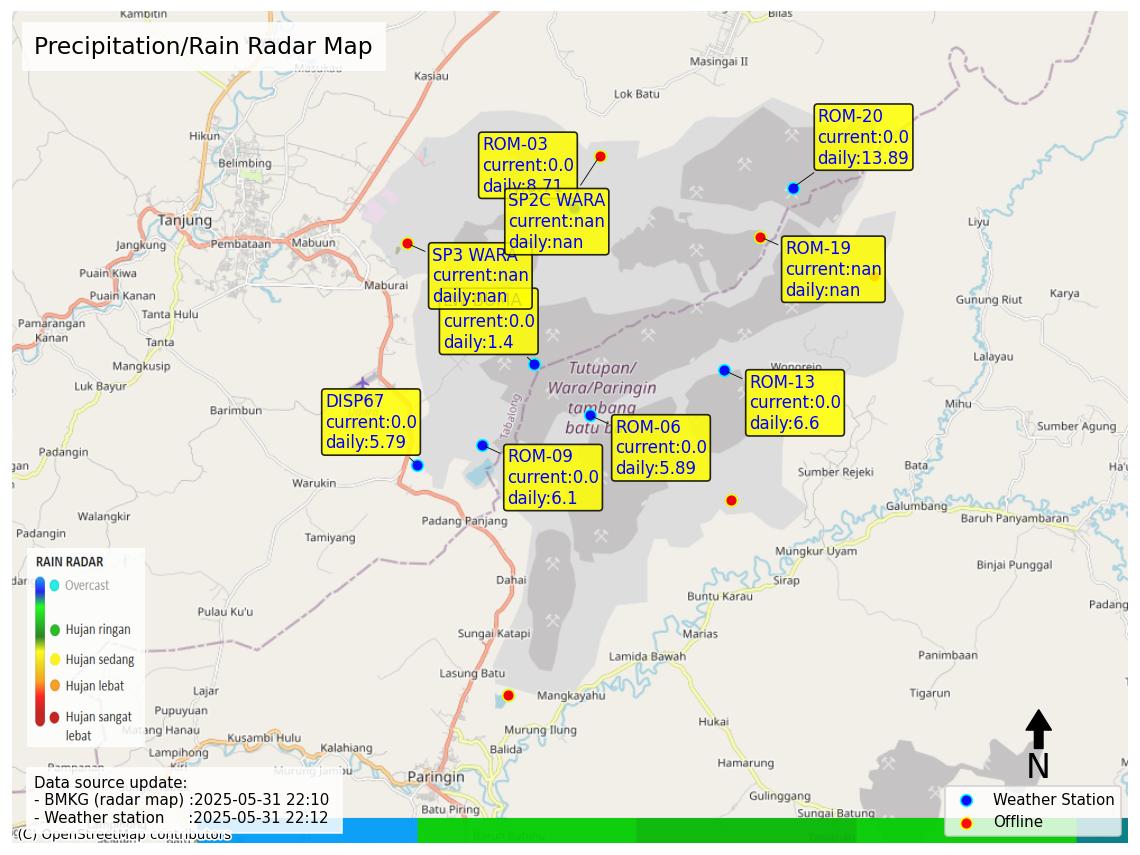 Kambitin
Bilas
Precipitation/Rain Radar Map
Masukau
Kasiau
Masingai II
Lok Batu
Hikun
Belimbing
ROM-20
current:0.0
daily:13.89
ROM-03
current:0.0
daily:8.71
SP2C WARA
current:nan
daily:nan
Tanjung
Jangkung
Pembataan
Mabuun
Liyu
SP3 WARA
current:nan
daily:nan
ROM-19
current:nan
daily:nan
Puain Kiwa
Puain Kanan
Maburai
Tanta Hulu
Gunung Riut
Karya
current:0.0
daily:1.4
Pamarangan
Kanan
Tanta
Mangkusip
Luk Bayur
Lalayau
Wonorejo
Tutupan/
Wara/Paringin
tambang
batu b
Tabalong
ROM-13
current:0.0
daily:6.6
DISP67
current:0.0
daily:5.79
Barimbun
Mihu
ROM-06
current:0.0
daily:5.89
Sumber Agung
Padangin
ROM-09
current:0.0
daily:6.1
Bata
Sumber Rejeki
Warukin
Galumbang
Walangkir
Padang Panjang
Baruh Panyambaran
Padangin
Tamiyang
Mungkur Uyam
Binjai Punggal
RAIN RADAR
Overcast
Hujan ringan
Hujan sedang
Hujan lebat
Hujan sangat
lebat
Dahai
Sirap
Buntu Karau
Padang
Pulau Ku'u
Sungai Katapi
Marias
Lamida Bawah
Panimbaan
Lasung Batu
Lajar
Mangkayahu
Tigarun
Pupuyuan
Matang Hanau
Murung Ilung
Hukai
Kusambi Hulu
Lampihong
Kalahiang
Balida
Hamarung
N
Murung Jambu
Paringin
Gulinggang
Batu Piring
Sungai Batung
Data source update:
- BMKG (radar map) :2025-05-31 22:10
- Weather station :2025-05-31 22:12
Weather Station
Offline
(C) OpenStreetMap contributors